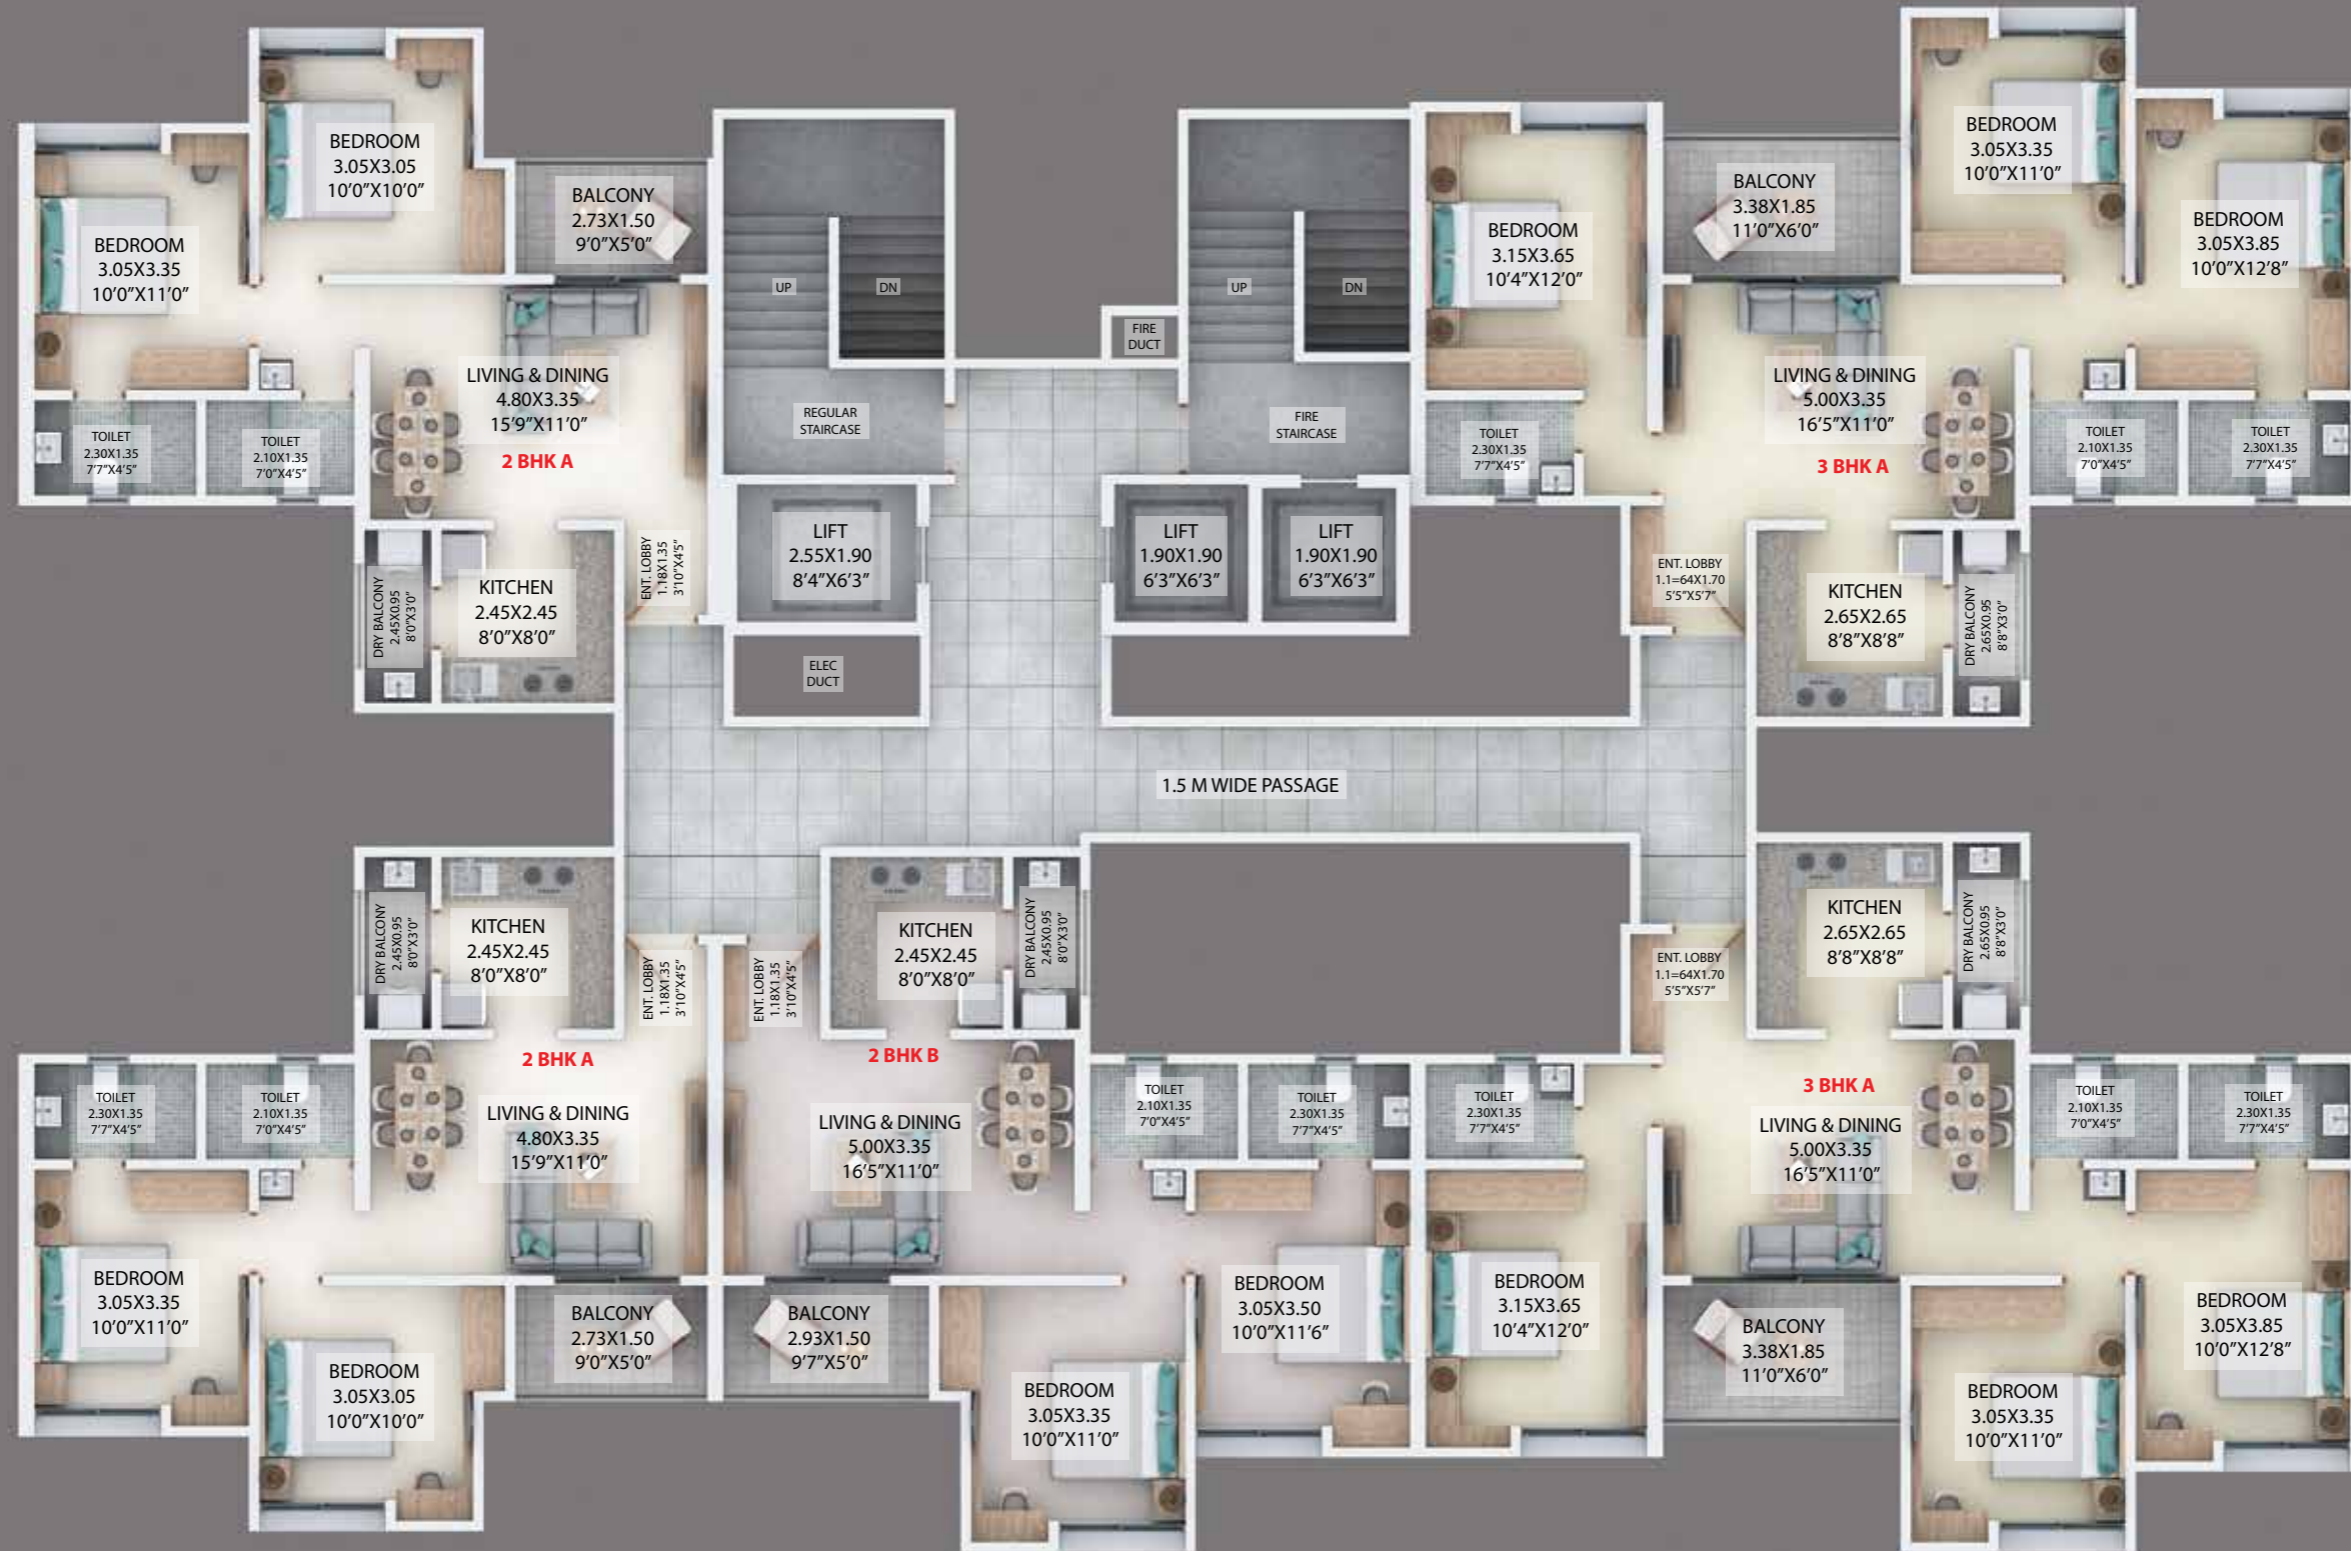 BEDROOM
3.05X3.05
10'0"X10'0"
BEDROOM
3.05X3.35
10'0"X11'0"
BALCONY
2.73X1.50
9'0"X5'0"
LIVING & DINING
4.80X3.35
15'9"X11'0"
2 BHK A
TOILET
2.30X1.35
7'7"X4'5"
TOILET
2.10X1.35
7'0"X4'5"
DRY BALCONY
2.45X0.95
8'0"X3'0"
KITCHEN
2.45X2.45
8'0"X8'0"
ENT. LOBBY
1.18X1.35
3'10"X4'5"
UP
DN
REGULAR
STAIRCASE
LIFT
2.55X1.90
8'4"X6'3"
ELEC
DUCT
FIRE
DUCT
UP
DN
FIRE
STAIRCASE
LIFT
1.90X1.90
6'3"X6'3"
LIFT
1.90X1.90
6'3"X6'3"
BEDROOM
3.15X3.65
10'4"X12'0"
BALCONY
3.38X1.85
11'0"X6'0"
BEDROOM
3.05X3.35
10'0"X11'0"
BEDROOM
3.05X3.85
10'0"X12'8"
LIVING & DINING
5.00X3.35
16'5"X11'0"
3 BHK A
TOILET
2.30X1.35
7'7"X4'5"
TOILET
2.10X1.35
7'0"X4'5"
TOILET
2.30X1.35
7'7"X4'5"
ENT. LOBBY
1.1=64X1.70
5'5"X5'7"
KITCHEN
2.65X2.65
8'8"X8'8"
DRY BALCONY
2.65X0.95
8'8"X3'0"
1.5 M WIDE PASSAGE
DRY BALCONY
2.45X0.95
8'0"X3'0"
KITCHEN
2.45X2.45
8'0"X8'0"
ENT. LOBBY
1.18X1.35
3'10"X4'5"
2 BHK A
TOILET
2.30X1.35
7'7"X4'5"
TOILET
2.10X1.35
7'0"X4'5"
LIVING & DINING
4.80X3.35
15'9"X11'0"
BEDROOM
3.05X3.35
10'0"X11'0"
BEDROOM
3.05X3.05
10'0"X10'0"
BALCONY
2.73X1.50
9'0"X5'0"
ENT. LOBBY
1.18X1.35
3'10"X4'5"
KITCHEN
2.45X2.45
8'0"X8'0"
DRY BALCONY
2.45X0.95
8'0"X3'0"
2 BHK B
LIVING & DINING
5.00X3.35
16'5"X11'0"
TOILET
2.10X1.35
7'0"X4'5"
TOILET
2.30X1.35
7'7"X4'5"
BALCONY
2.93X1.50
9'7"X5'0"
BEDROOM
3.05X3.35
10'0"X11'0"
BEDROOM
3.05X3.50
10'0"X11'6"
ENT. LOBBY
1.1=64X1.70
5'5"X5'7"
KITCHEN
2.65X2.65
8'8"X8'8"
DRY BALCONY
2.65X0.95
8'8"X3'0"
3 BHK A
TOILET
2.30X1.35
7'7"X4'5"
LIVING & DINING
5.00X3.35
16'5"X11'0"
TOILET
2.10X1.35
7'0"X4'5"
TOILET
2.30X1.35
7'7"X4'5"
BEDROOM
3.15X3.65
10'4"X12'0"
BALCONY
3.38X1.85
11'0"X6'0"
BEDROOM
3.05X3.35
10'0"X11'0"
BEDROOM
3.05X3.85
10'0"X12'8"